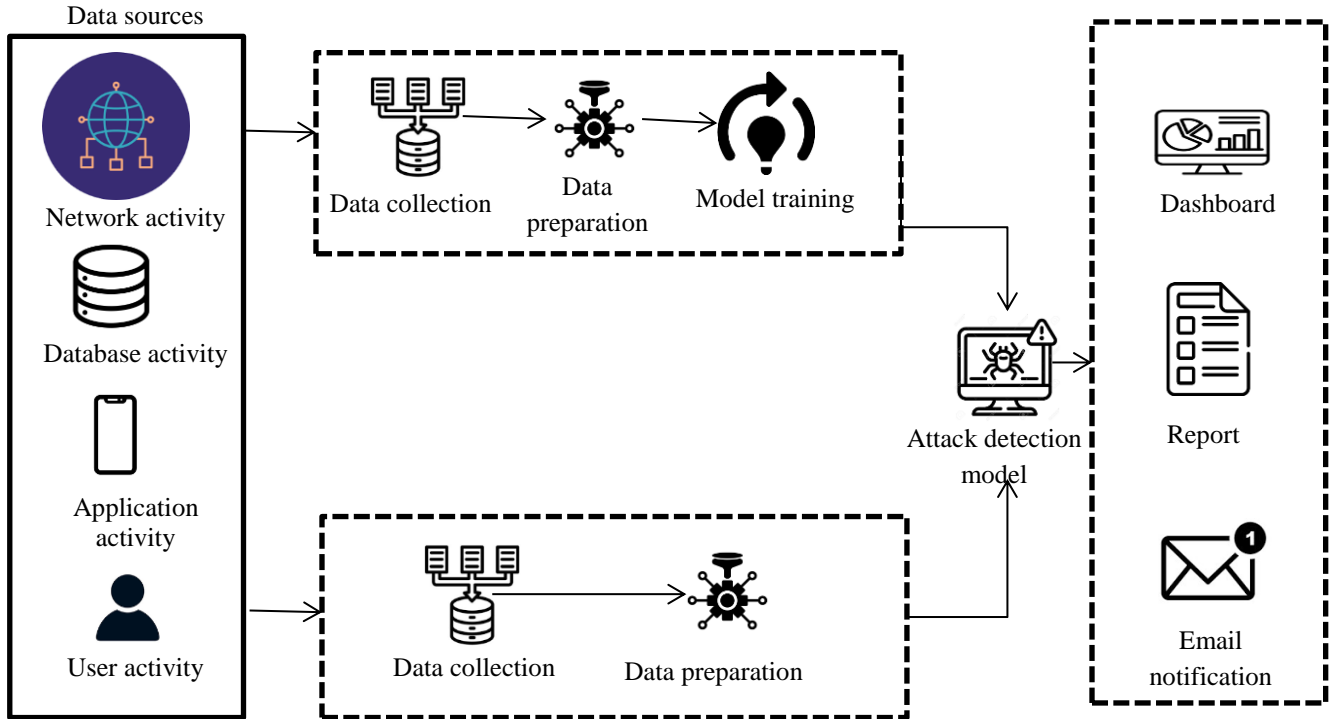 Data sources
Network activity
Database activity
Application
activity
User activity
Data collection
Data
preparation
Model training
Data collection
Data preparation
Attack detection
model
Dashboard
Report
1
Email
notification